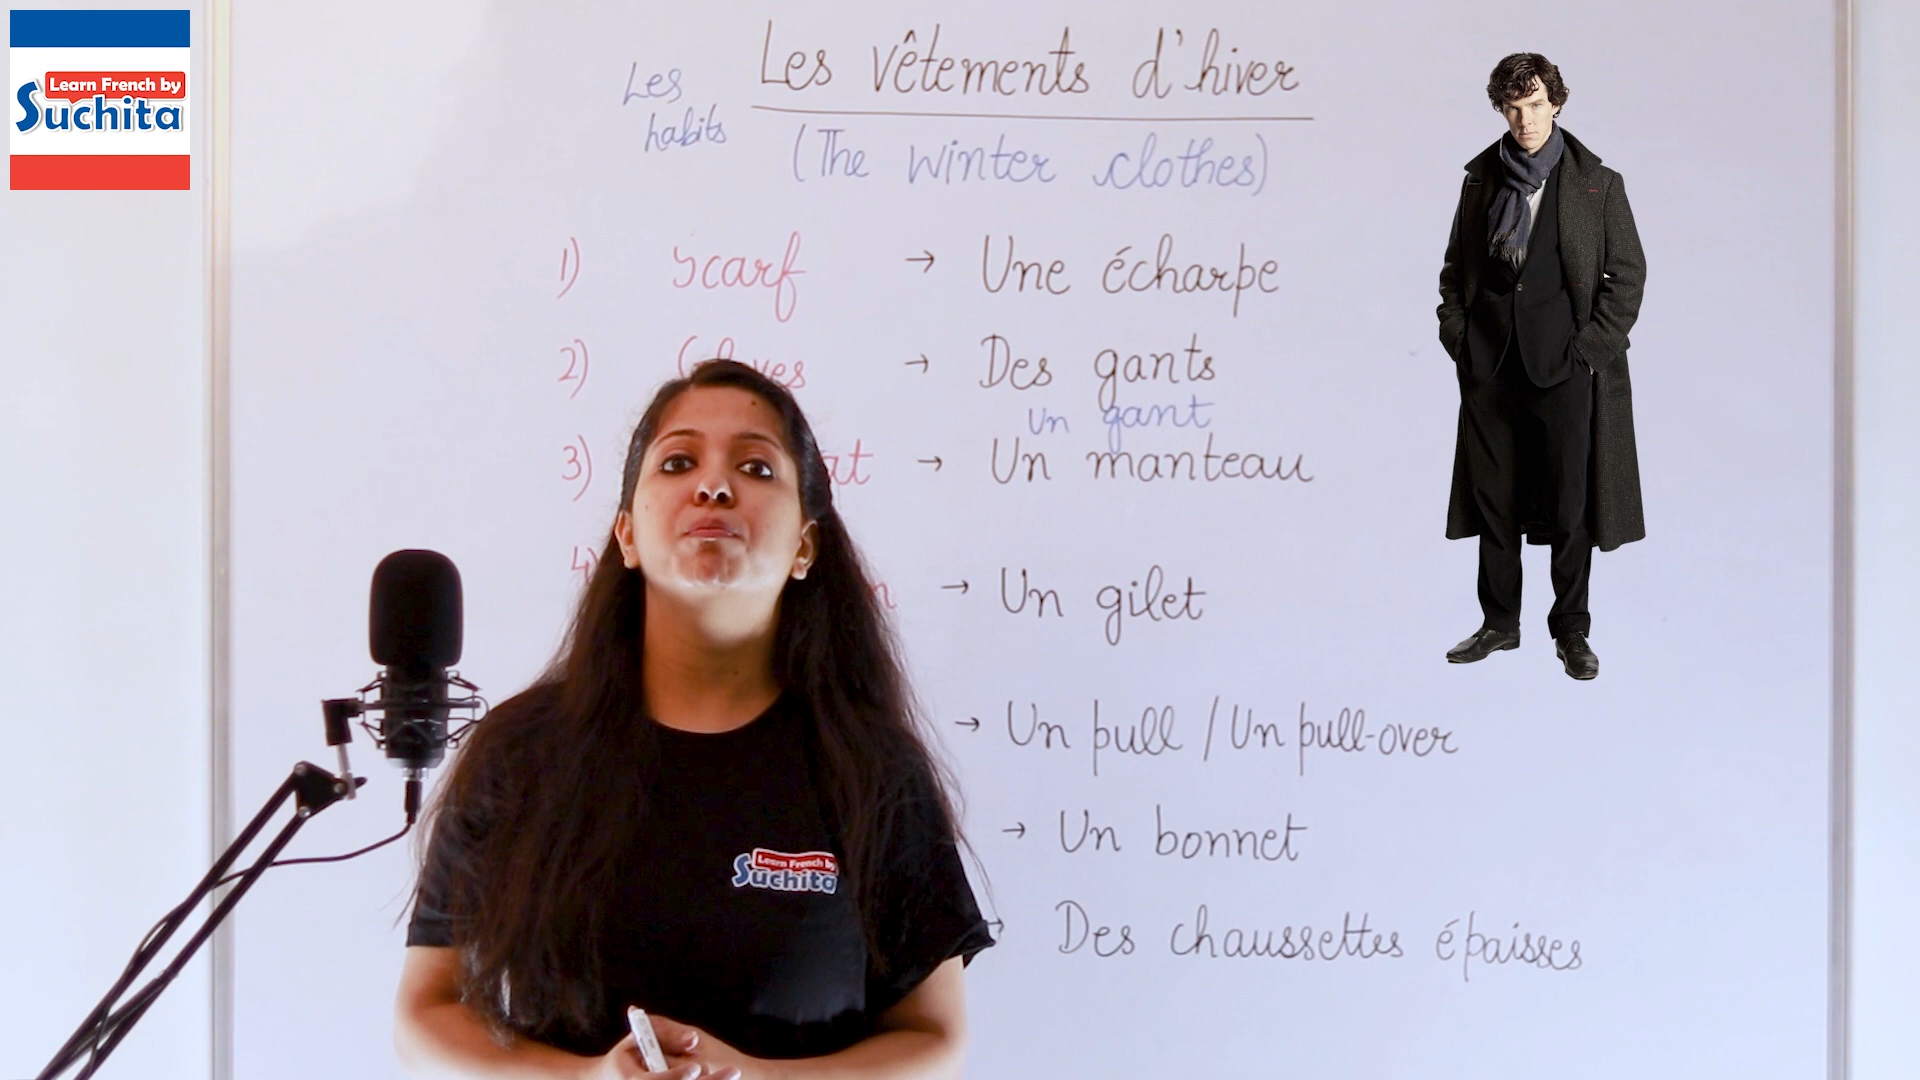 Learn French by
Suchita
Les habits
Les vêtements d'hiver
(The winter clothes)
1) Scarf → Une écharpe
2) → Des gants
Un gant
3) → Un manteau
4) → Un gilet
→ Un pull / Un pull-over
→ Un bonnet
→ Des chaussettes épaisses
Learn French by
Suchita